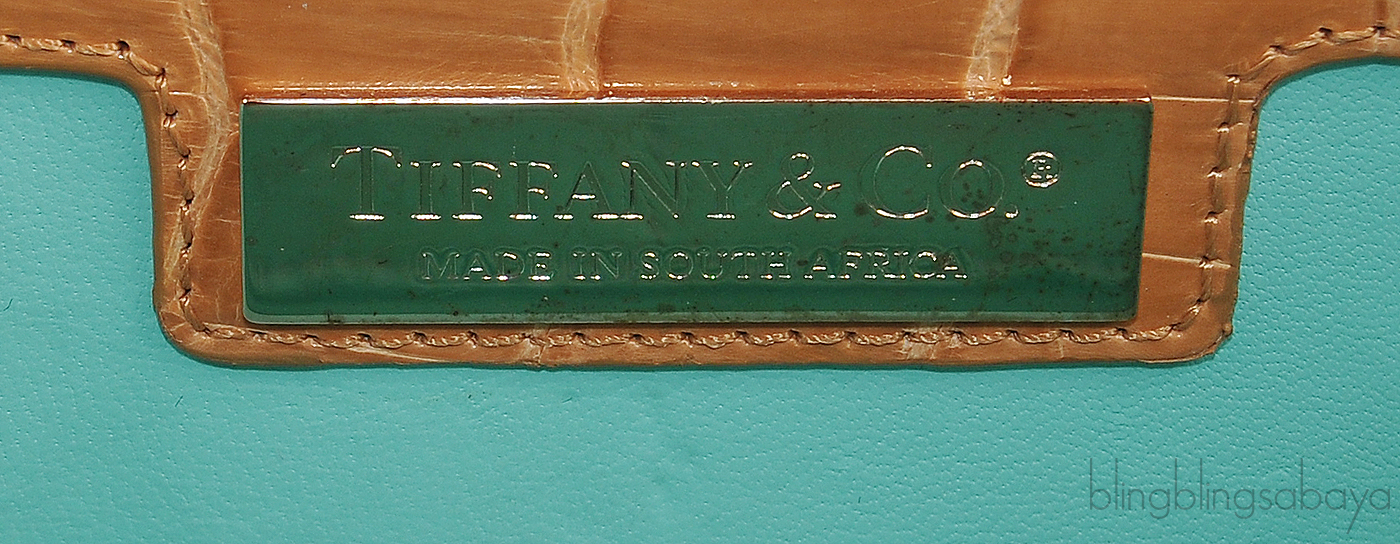 TIFFANY & CO.®
MADE IN SOUTH AFRICA
blingblingsabaya